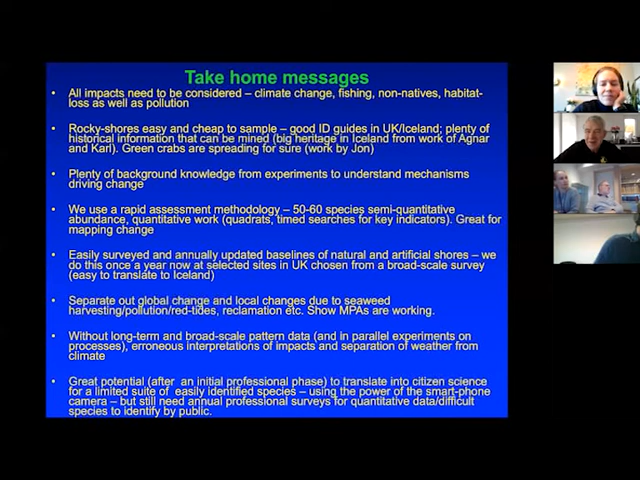 Take home messages
• All impacts need to be considered – climate change, fishing, non-natives, habitat-
loss as well as pollution
• Rocky-shores easy and cheap to sample – good ID guides in UK/Iceland; plenty of
historical information that can be mined (big heritage in Iceland from work of Agnar
and Karl). Green crabs are spreading for sure (work by Jon)
• Plenty of background knowledge from experiments to understand mechanisms
driving change
• We use a rapid assessment methodology – 50-60 species semi-quantitative
abundance, quantitative work (quadrats, timed searches for key indicators). Great for
mapping change
• Easily surveyed and annually updated baselines of natural and artificial shores – we
do this once a year now at selected sites in UK chosen from a broad-scale survey
(easy to translate to Iceland)
• Separate out global change and local changes due to seaweed
harvesting/pollution/red-tides, reclamation etc. Show MPAs are working.
• Without long-term and broad-scale pattern data (and in parallel experiments on
processes), erroneous interpretations of impacts and separation of weather from
climate
• Great potential (after an initial professional phase) to translate into citizen science
for a limited suite of easily identified species – using the power of the smart-phone
camera – but still need annual professional surveys for quantitative data/difficult
species to identify by public.